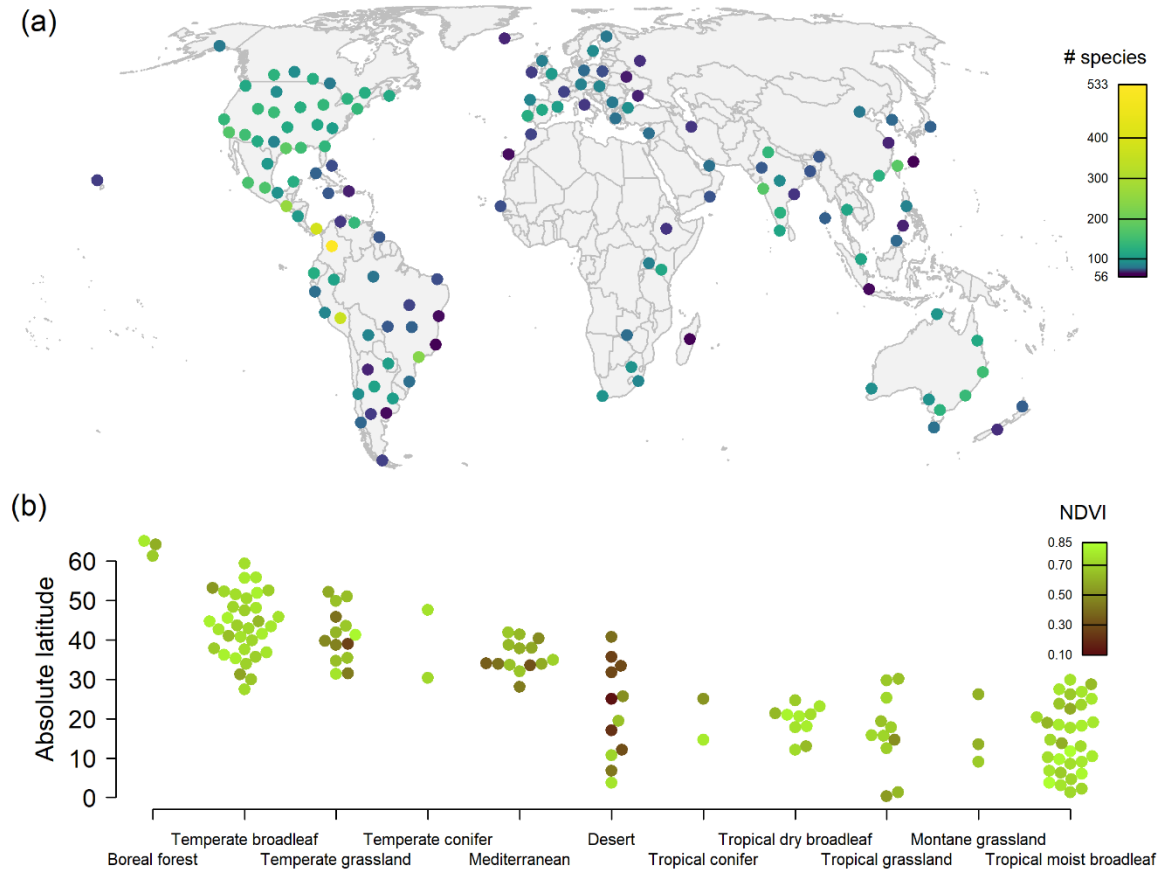 (a)
# species
533
400
300
200
100
56
(b)
NDVI
0.85
0.70
0.50
0.30
0.10
Absolute latitude
60
50
40
30
20
10
0
Temperate broadleaf
Temperate conifer
Desert
Tropical dry broadleaf
Montane grassland
Boreal forest
Temperate grassland
Mediterranean
Tropical conifer
Tropical grassland
Tropical moist broadleaf